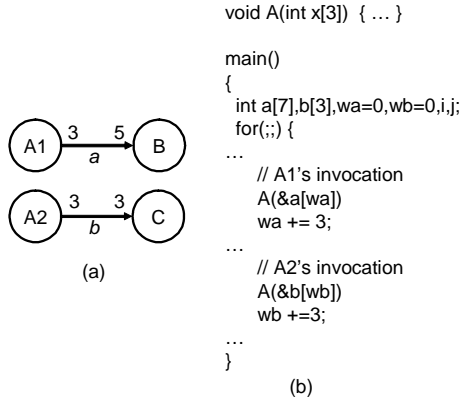 A1 3 5 B
a
A2 3 3 C
b
(a)
void A(int x[3]) { … }
main()
{
int a[7],b[3],wa=0,wb=0,i,j;
for(;;) {
…
// A1's invocation
A(&a[wa])
wa += 3;
…
// A2's invocation
A(&b[wb])
wb +=3;
…
}
(b)